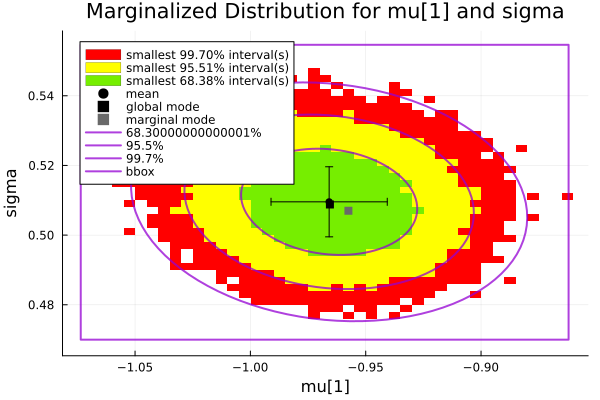 Marginalized Distribution for mu[1] and sigma
smallest 99.70% interval(s)
smallest 95.51% interval(s)
smallest 68.38% interval(s)
mean
global mode
marginal mode
68.30000000000001%
95.5%
99.7%
bbox
sigma
0.54
0.52
0.50
0.48
−1.05
−1.00
−0.95
−0.90
mu[1]